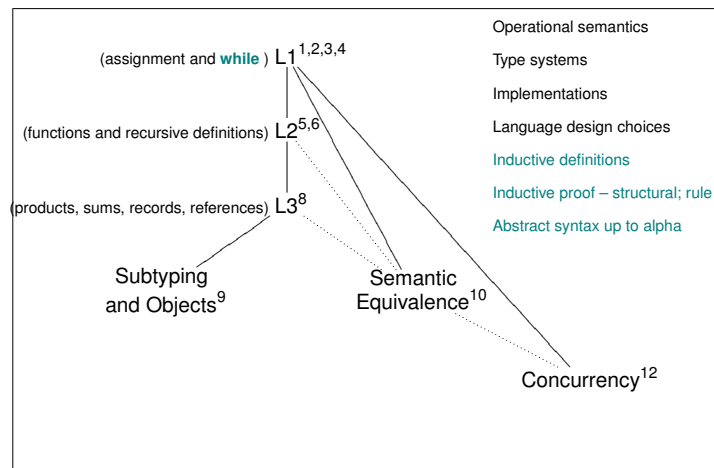 (assignment and while ) L1 1,2,3,4
(functions and recursive definitions) L2 5,6
(products, sums, records, references) L3 8
Subtyping
and Objects 9
Semantic
Equivalence 10
Concurrency 12
Operational semantics
Type systems
Implementations
Language design choices
Inductive definitions
Inductive proof – structural; rule
Abstract syntax up to alpha